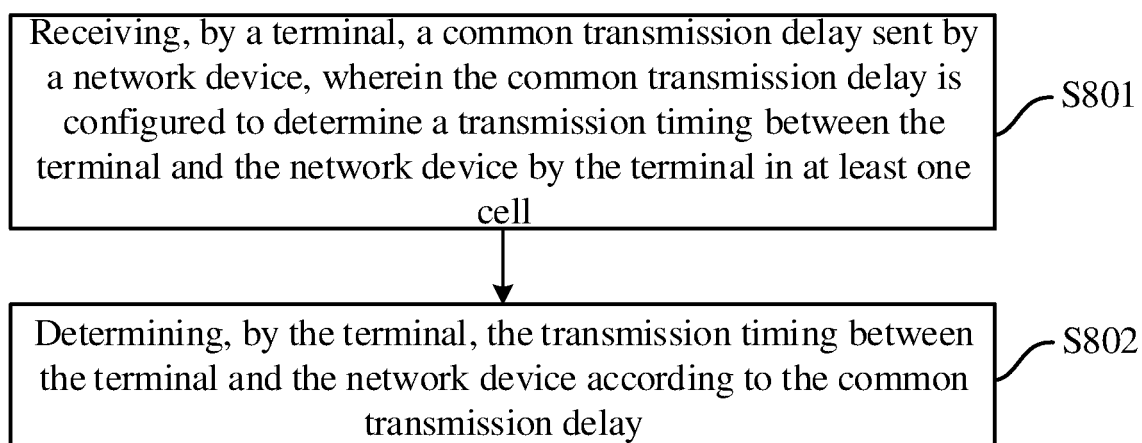 Receiving, by a terminal, a common transmission delay sent by
a network device, wherein the common transmission delay is
configured to determine a transmission timing between the
terminal and the network device by the terminal in at least one
cell
S801
Determining, by the terminal, the transmission timing between
the terminal and the network device according to the common
transmission delay
S802